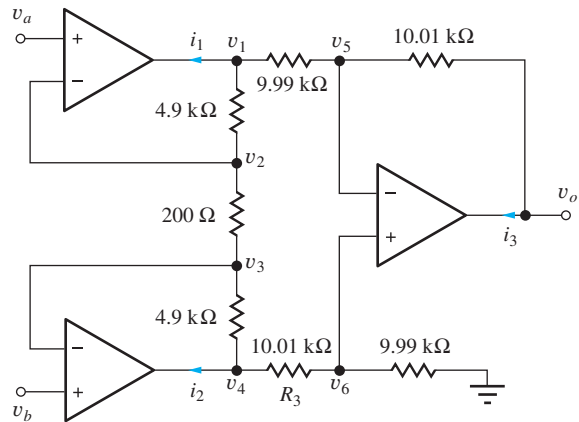 v_a
+
−
i_1
v_1
9.99 kΩ
v_5
10.01 kΩ
4.9 kΩ
v_2
200 Ω
−
+
v_o
i_3
v_3
4.9 kΩ
−
+
v_b
i_2
v_4
10.01 kΩ
R_3
v_6
9.99 kΩ